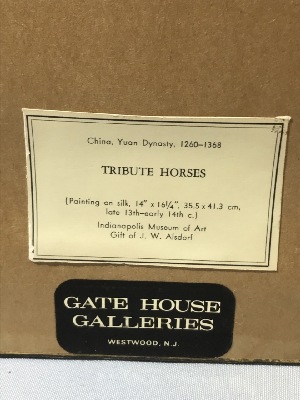 China, Yuan Dynasty, 1260–1368
TRIBUTE HORSES
(Painting on silk, 14" x 16¼", 35.5 x 41.3 cm,
late 13th–early 14th c.)
Indianapolis Museum of Art
Gift of J. W. Alsdorf
GATE HOUSE
GALLERIES
WESTWOOD, N.J.